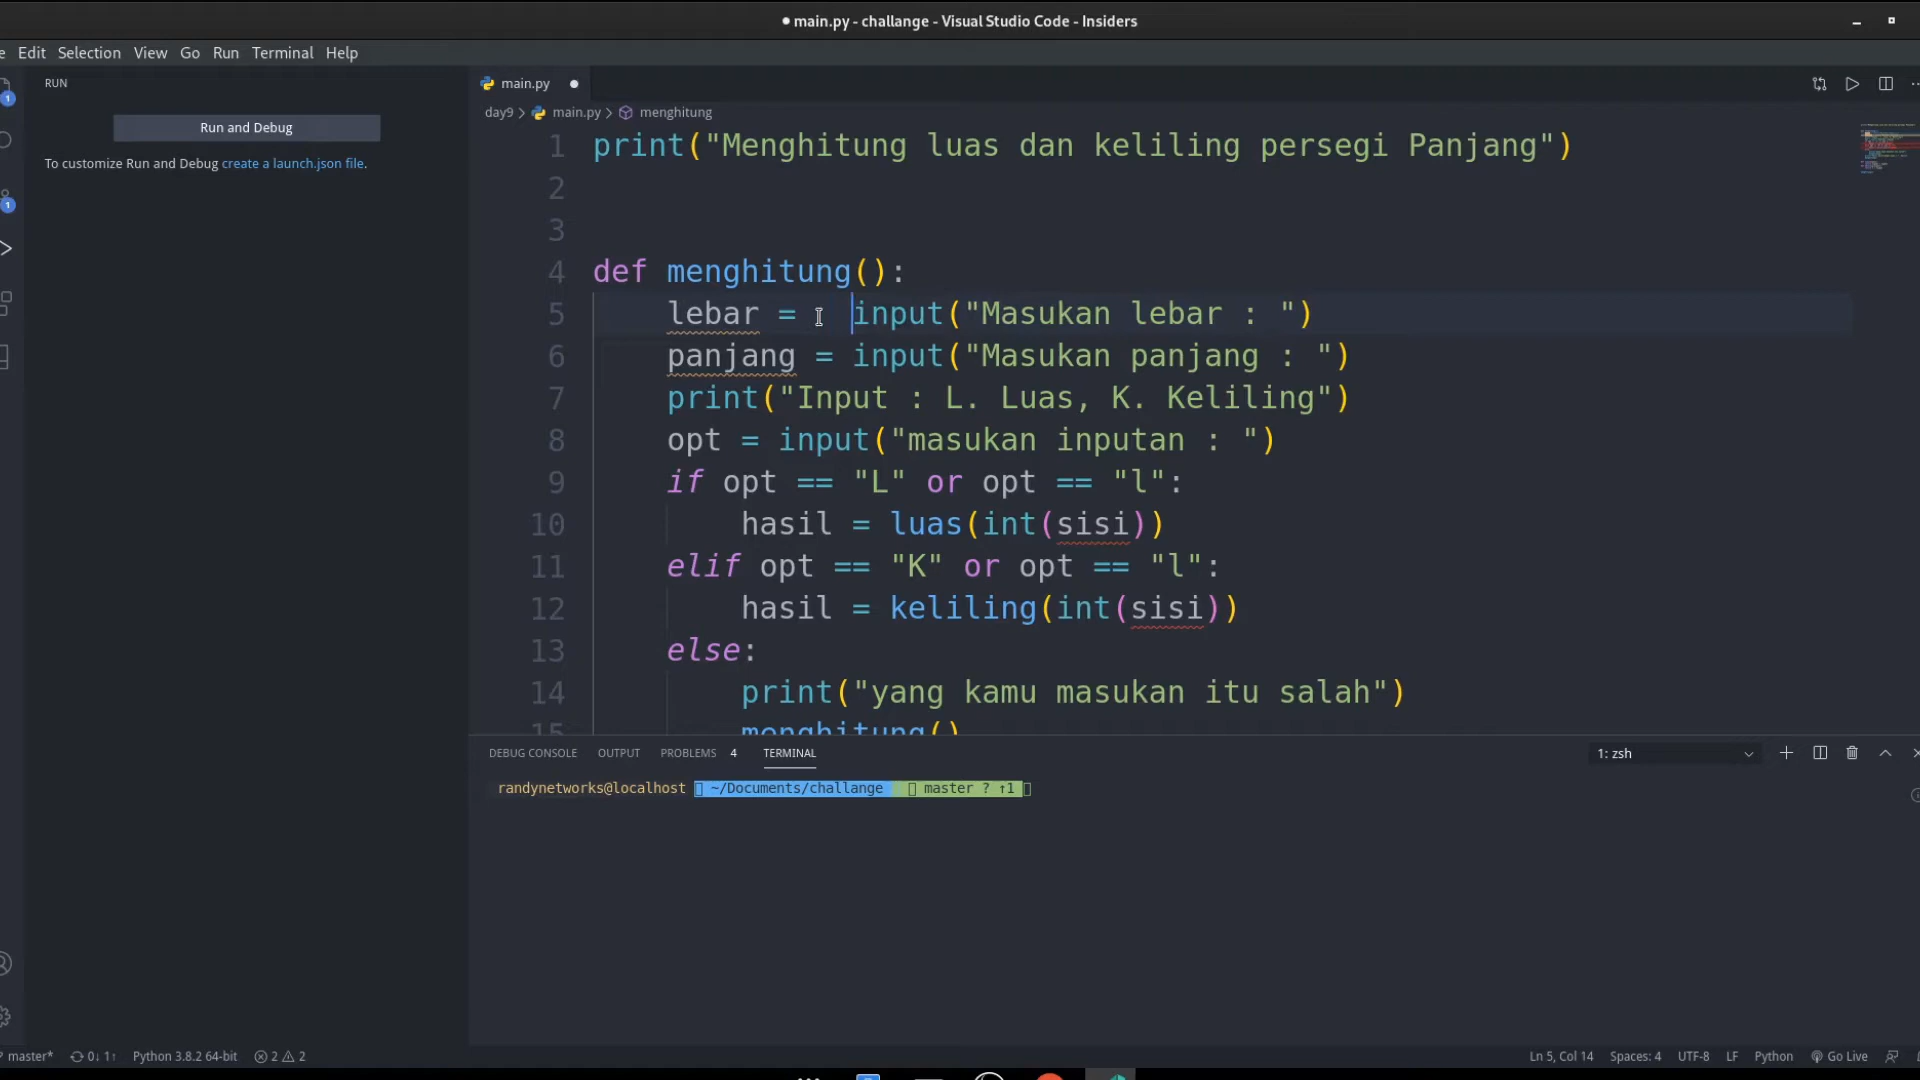 ● main.py - challange - Visual Studio Code - Insiders
Edit Selection View Go Run Terminal Help
RUN
Run and Debug
To customize Run and Debug create a launch.json file.
1
1
main.py ●
day9 > main.py > menghitung
1 print("Menghitung luas dan keliling persegi Panjang")
2
3
4 def menghitung():
5     lebar =  input("Masukan lebar : ")
6     panjang = input("Masukan panjang : ")
7     print("Input : L. Luas, K. Keliling")
8     opt = input("masukan inputan : ")
9     if opt == "L" or opt == "l":
10         hasil = luas(int(sisi))
11     elif opt == "K" or opt == "l":
12         hasil = keliling(int(sisi))
13     else:
14         print("yang kamu masukan itu salah")
15         menghitung()
DEBUG CONSOLE OUTPUT PROBLEMS 4 TERMINAL
1: zsh
randynetworks@localhost ~/Documents/challange master ? ↑1
master* 0↓ 1↑ Python 3.8.2 64-bit 2 2
Ln 5, Col 14 Spaces: 4 UTF-8 LF Python Go Live